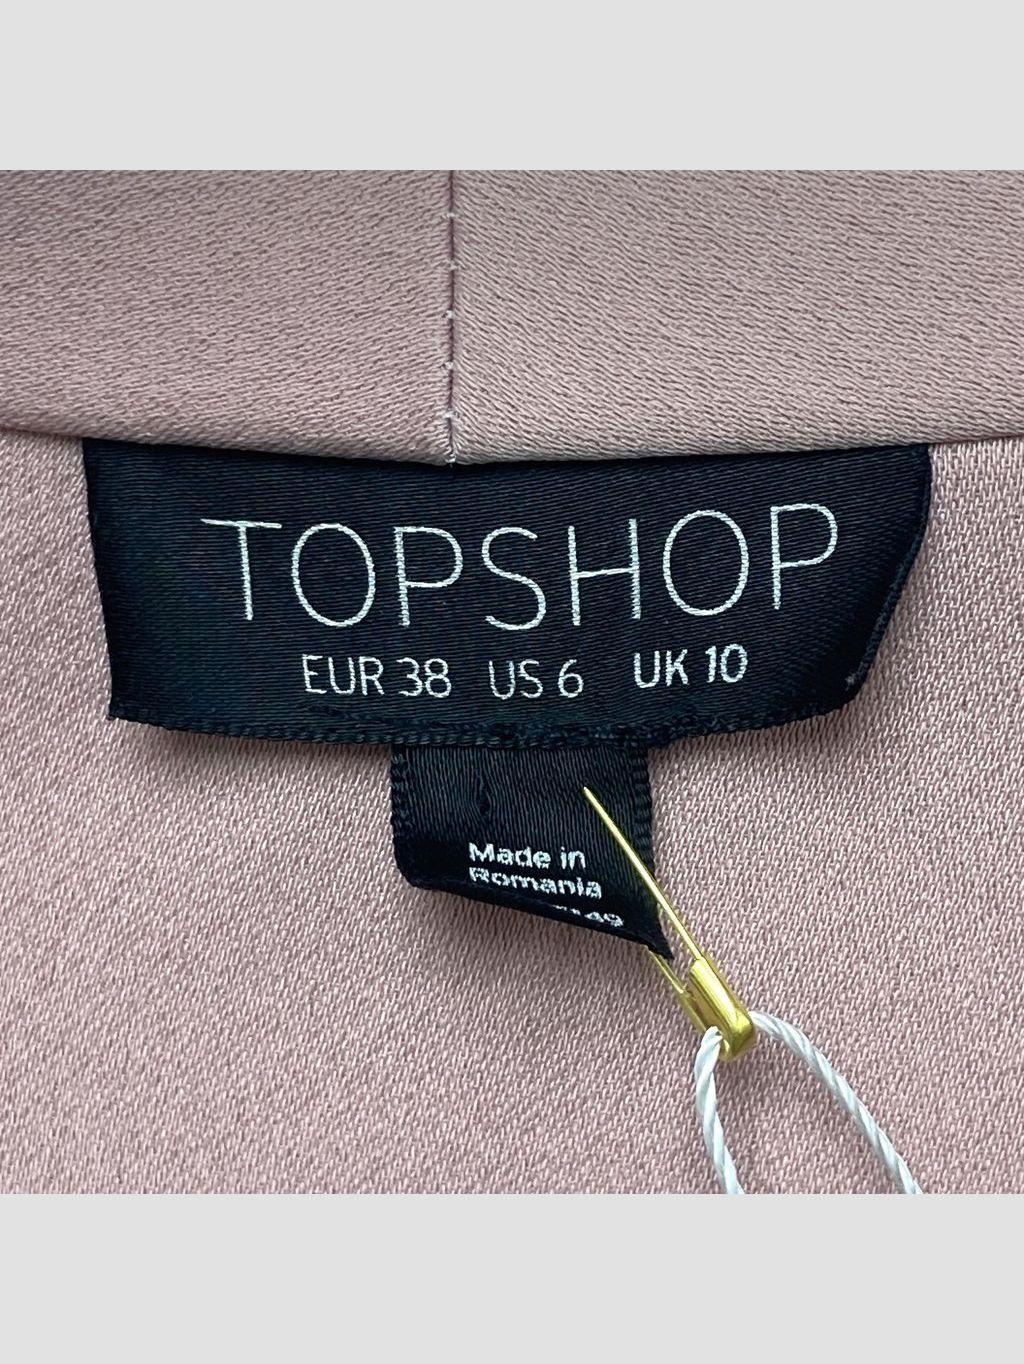 TOPSHOP
EUR 38 US 6 UK 10
Made in
Romania